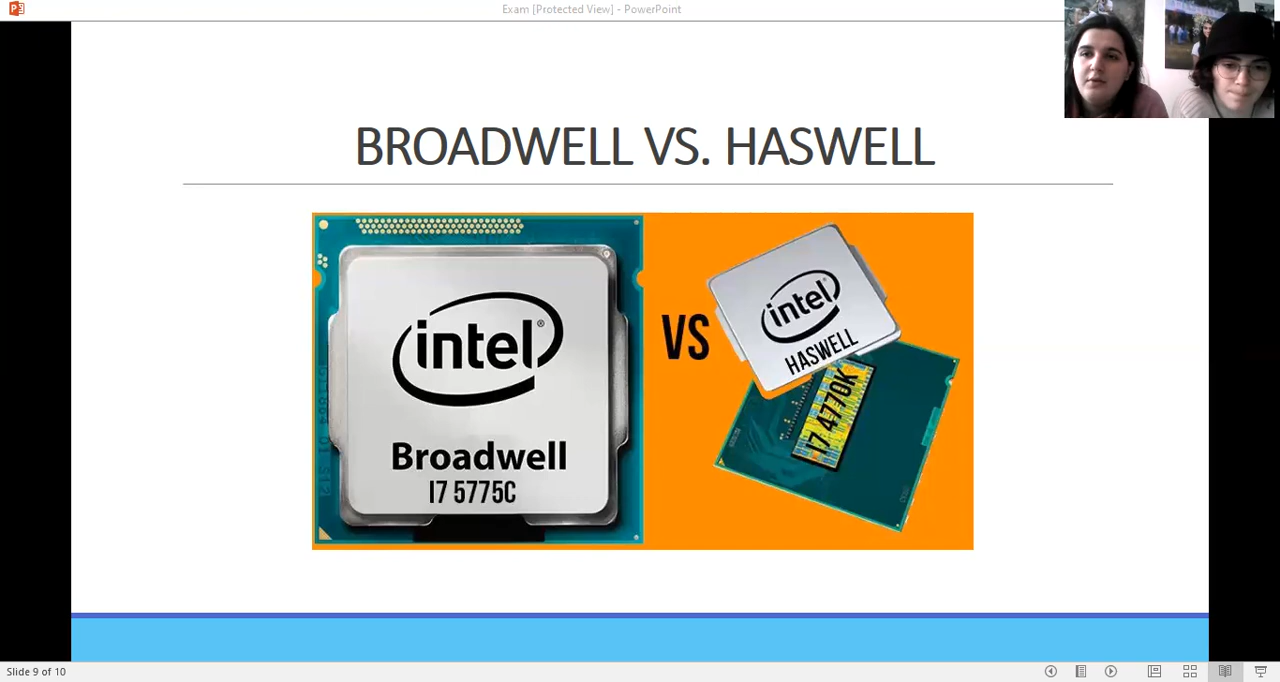 Exam [Protected View] - PowerPoint
BROADWELL VS. HASWELL
intel®
Broadwell
I7 5775C
VS
intel
HASWELL
I7 4770K
Slide 9 of 10